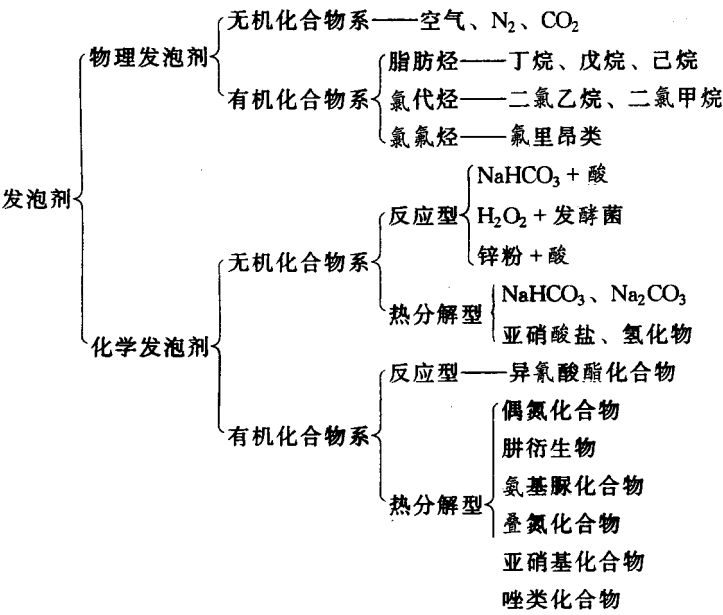 发泡剂
物理发泡剂
无机化合物系——空气、N₂、CO₂
有机化合物系
脂肪烃——丁烷、戊烷、己烷
氯代烃——二氯乙烷、二氯甲烷
氯氟烃——氟里昂类
化学发泡剂
无机化合物系
反应型
NaHCO₃+酸
H₂O₂+发酵菌
锌粉+酸
热分解型
NaHCO₃、Na₂CO₃
亚硝酸盐、氢化物
有机化合物系
反应型——异氰酸酯化合物
热分解型
偶氮化合物
肼衍生物
氨基脲化合物
叠氮化合物
亚硝基化合物
唑类化合物